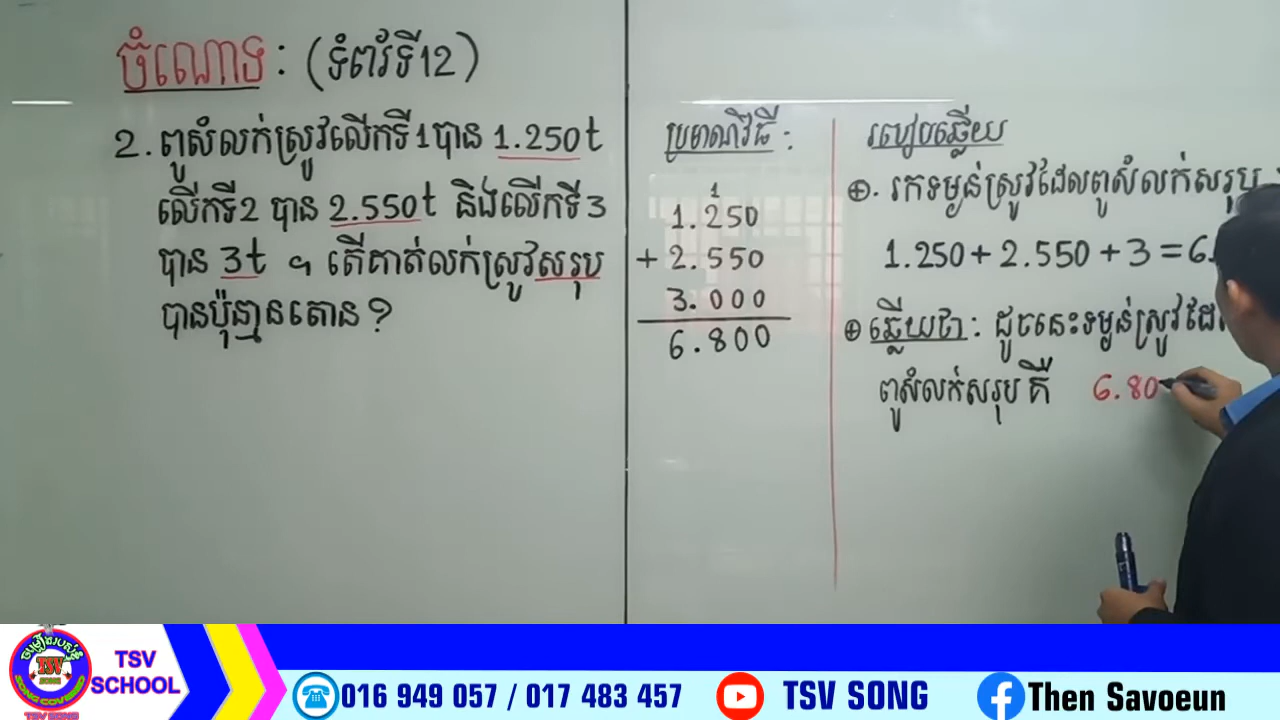 ចំណោទ : (ទំព័រទី12)
2. ពូសំលក់ស្រូវលើកទី1បាន 1.250t
លើកទី2 បាន 2.550t និងលើកទី3
បាន 3t ។ តើគាត់លក់ស្រូវសរុប
បានប៉ុន្មានតោន?
ប្រមាណវិធី :
1
1.250
+ 2.550
3.000
6.800
របៀបឆ្លើយ
⊕. រកទម្ងន់ស្រូវដែលពូសំលក់សរុប
1.250 + 2.550 + 3 = 6.
⊕ ឆ្លើយថា : ដូចនេះទម្ងន់ស្រូវដែ
ពូសំលក់សរុប គឺ 6.80
TSV
SCHOOL
TSV
TSV SONG
016 949 057 / 017 483 457
TSV SONG
Then Savoeun